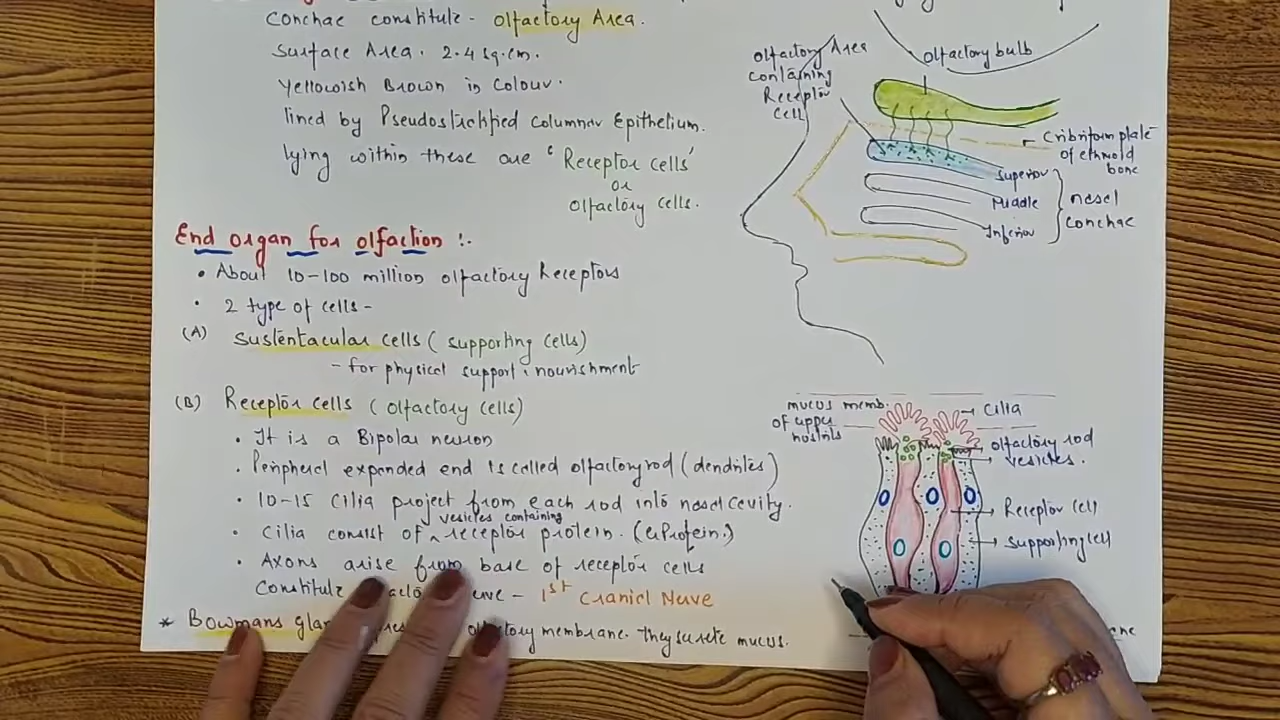 Conchae constitute - olfactory Area.
Surface Area. 2.4 sq.cm.
Yellowish Brown in Colour.
lined by Pseudostratified Columnar Epithelium.
lying within these are 'Receptor cells'
or
olfactory cells.
End organ for olfaction :-
• About 10-100 million olfactory Receptors
• 2 type of cells -
(A) Sustentacular cells ( supporting cells)
- for physical support & nourishment
(B) Receptor cells ( olfactory cells)
• It is a Bipolar neuron
• Peripheral expanded end is called olfactory rod (dendrites)
• 10-15 Cilia project from each rod into nasal cavity.
vesicles containing
• Cilia consist of ^ receptor protein. (G Protein.)
• Axons arise from base of receptor cells
Constitute - 1st Cranial Nerve
* Bowmans olfactory membrane. They secrete mucus.
olfactory Area
containing
Receptor
Cell
olfactory bulb
Cribriform plate
of ethmoid
bone
Superior
Middle
Inferior
nasal
conchae
mucus memb.
of upper
nostrils
Cilia
olfactory rod
vesicles.
Receptor cell
Supporting cell